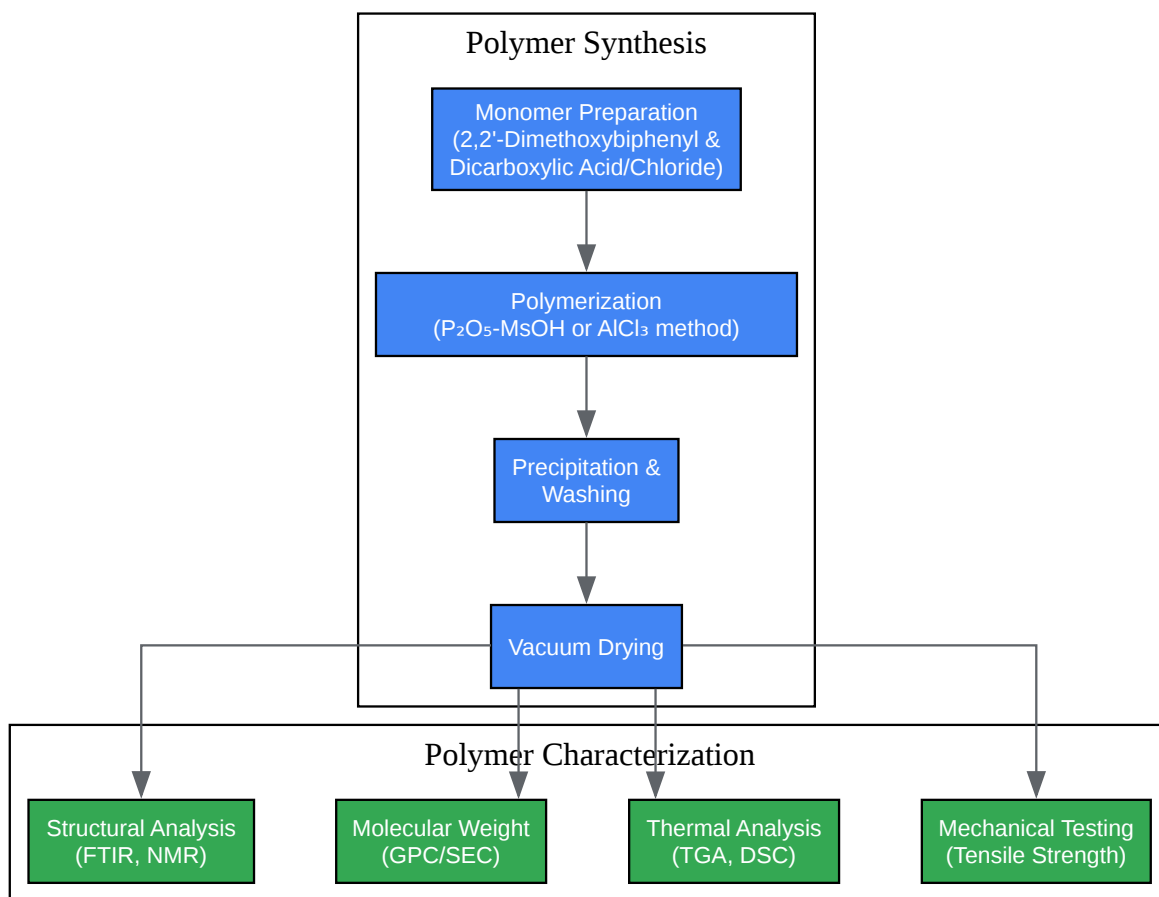 Polymer Synthesis
Monomer Preparation
(2,2'-Dimethoxybiphenyl &
Dicarboxylic Acid/Chloride)
Polymerization
(P₂O₅-MsOH or AlCl₃ method)
Precipitation &
Washing
Vacuum Drying
Polymer Characterization
Structural Analysis
(FTIR, NMR)
Molecular Weight
(GPC/SEC)
Thermal Analysis
(TGA, DSC)
Mechanical Testing
(Tensile Strength)